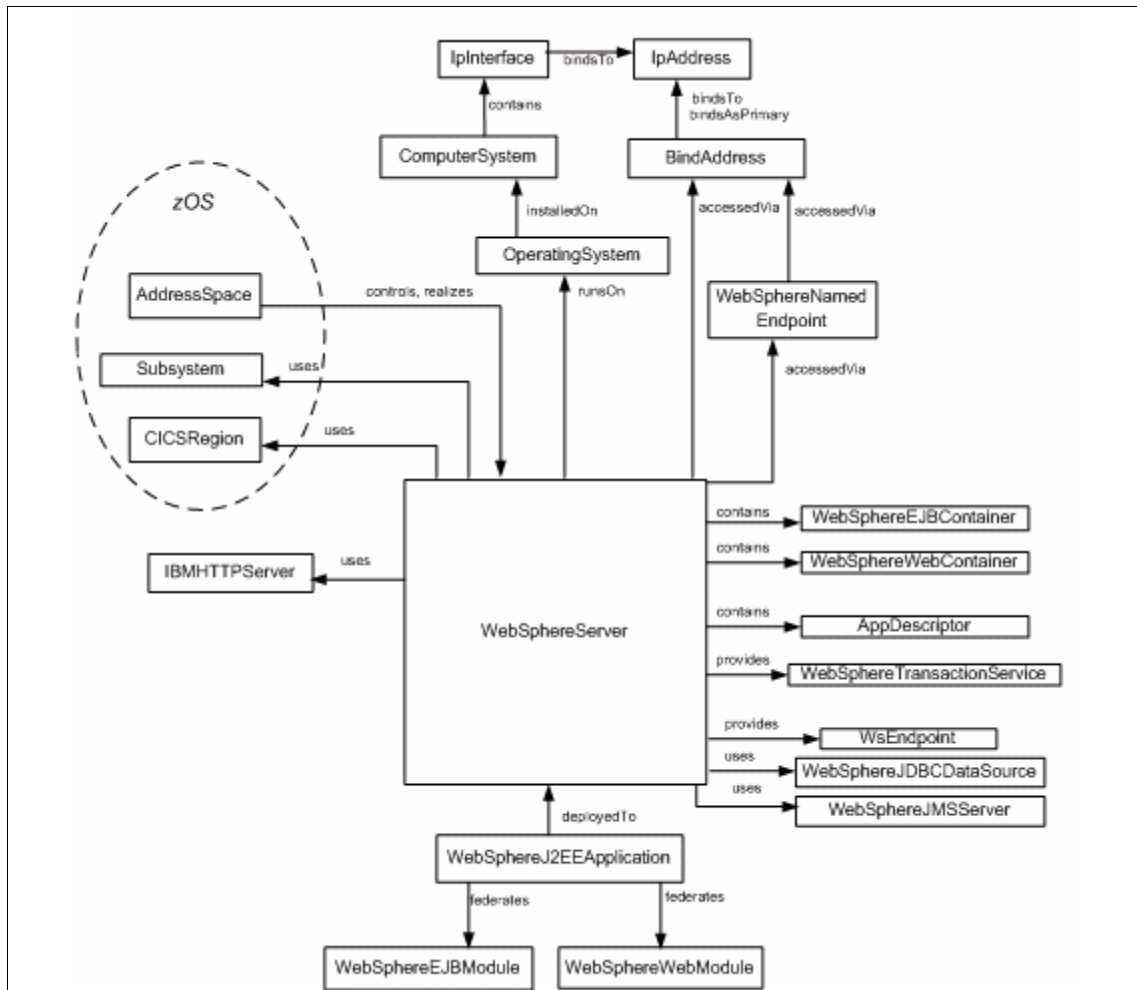 IpInterface
bindsTo
IpAddress
contains
bindsTo
bindsAsPrimary
ComputerSystem
BindAddress
zOS
installedOn
accessedVia
accessedVia
OperatingSystem
AddressSpace
controls, realizes
runsOn
WebSphereNamed
Endpoint
Subsystem
uses
accessedVia
CICSRegion
uses
contains
WebSphereEJBContainer
contains
WebSphereWebContainer
IBMHTTPServer
uses
WebSphereServer
contains
AppDescriptor
provides
WebSphereTransactionService
provides
WsEndpoint
uses
WebSphereJDBCDataSource
uses
WebSphereJMSServer
deployedTo
WebSphereJ2EEApplication
federates
federates
WebSphereEJBModule
WebSphereWebModule